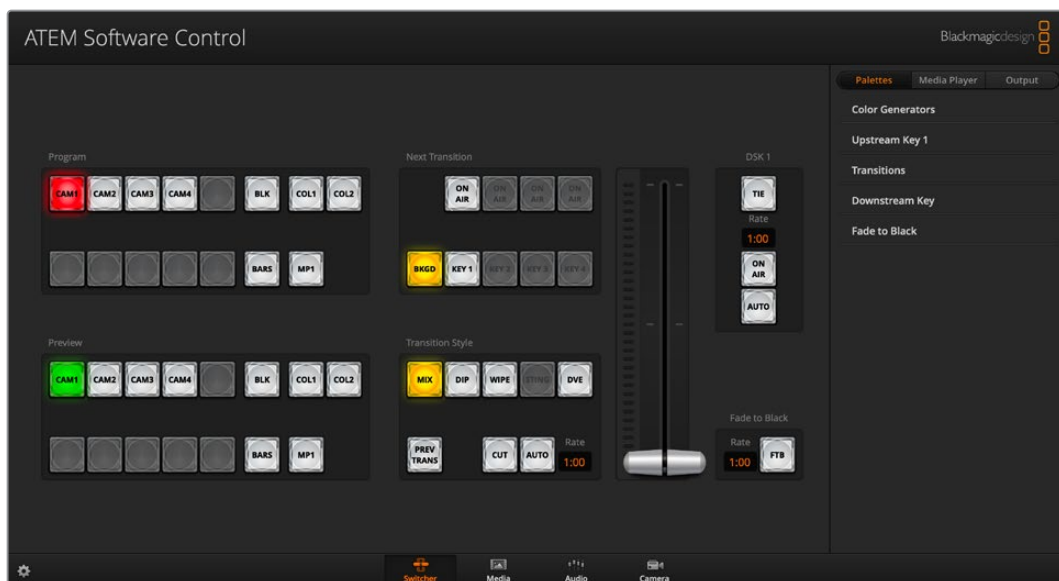 ATEM Software Control
Blackmagicdesign
Palettes Media Player Output
Color Generators
Upstream Key 1
Transitions
Downstream Key
Fade to Black
Program
CAM1 CAM2 CAM3 CAM4 BLK COL1 COL2
BARS MP1
Next Transition
ON AIR ON AIR ON AIR ON AIR
BKGD KEY 1 KEY 2 KEY 3 KEY 4
DSK 1
TIE
Rate
1:00
ON AIR
AUTO
Preview
CAM1 CAM2 CAM3 CAM4 BLK COL1 COL2
BARS MP1
Transition Style
MIX DIP WIPE STING DVE
PREV TRANS CUT AUTO Rate 1:00
Fade to Black
Rate
1:00 FTB
Switcher Media Audio Camera